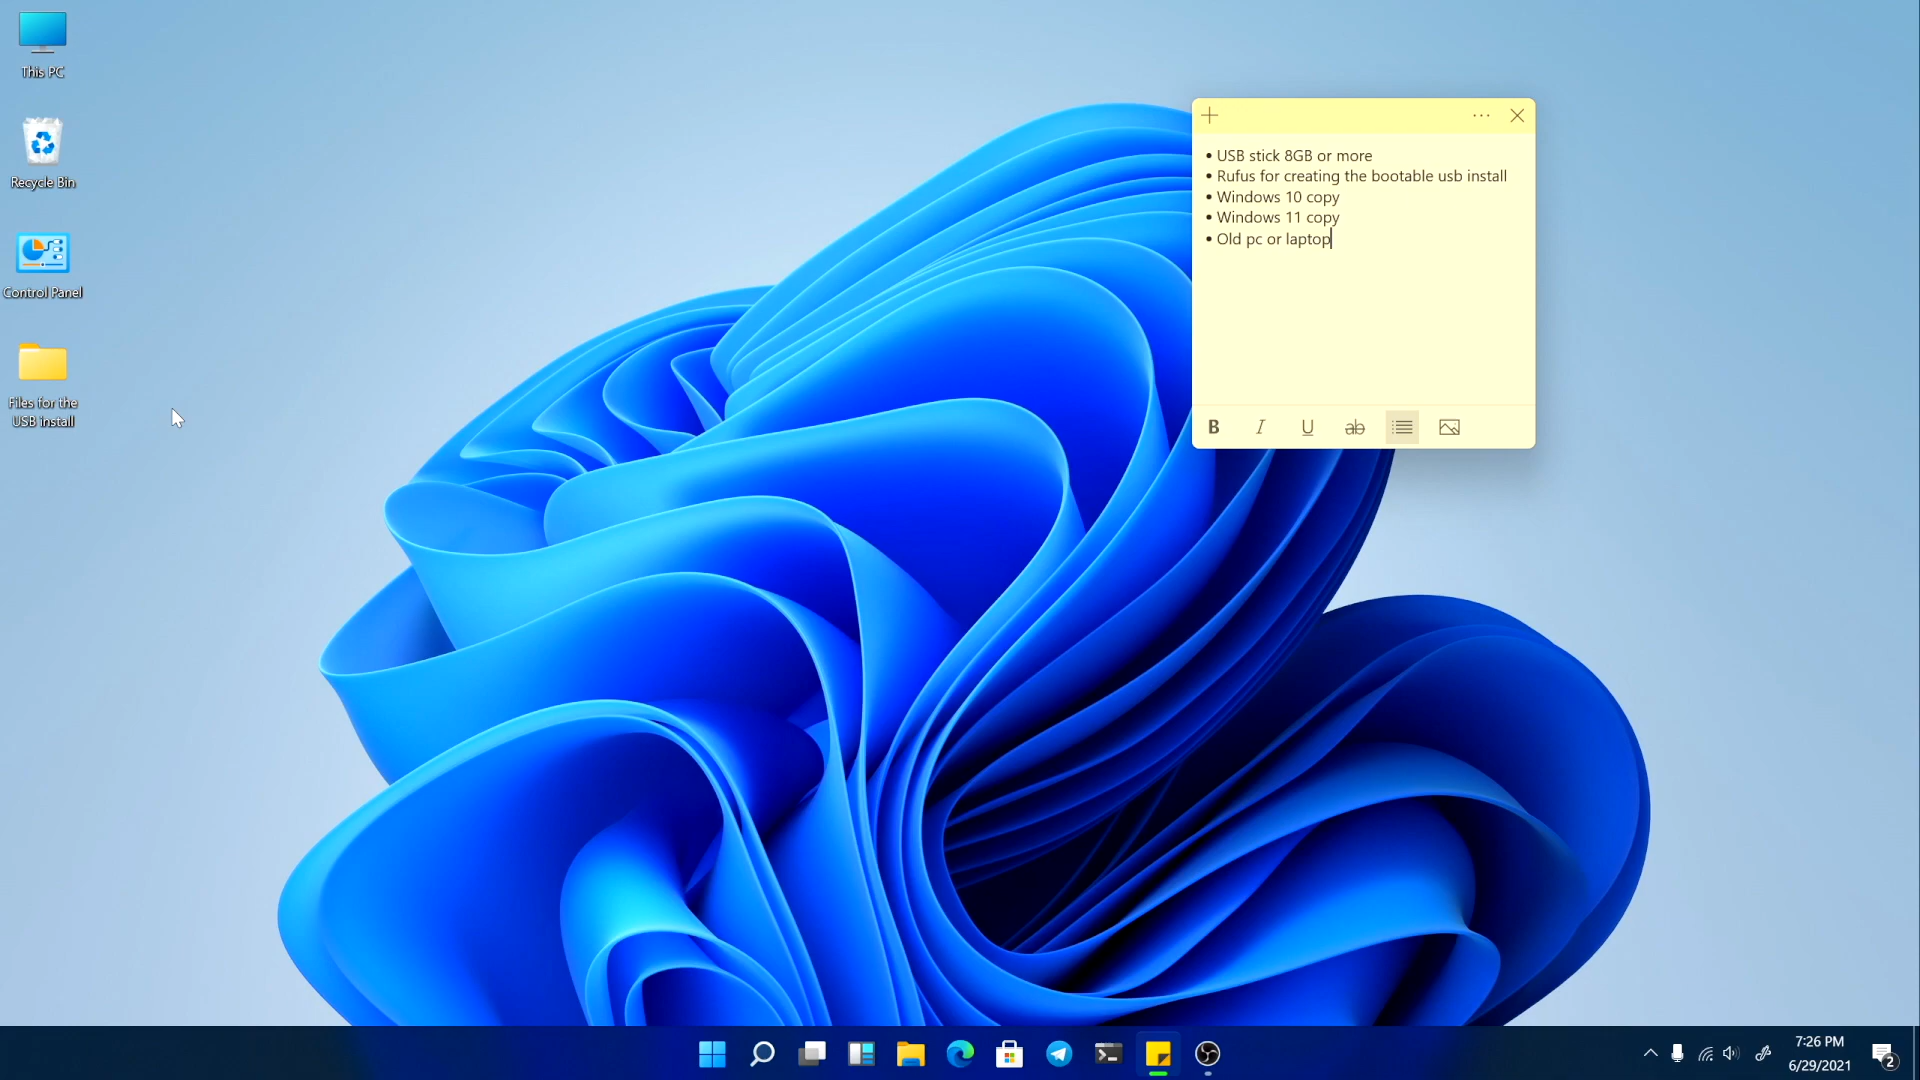 This PC
Recycle Bin
Control Panel
Files for the
USB install
• USB stick 8GB or more
• Rufus for creating the bootable usb install
• Windows 10 copy
• Windows 11 copy
• Old pc or laptop
B I U ab
7:26 PM
6/29/2021
2